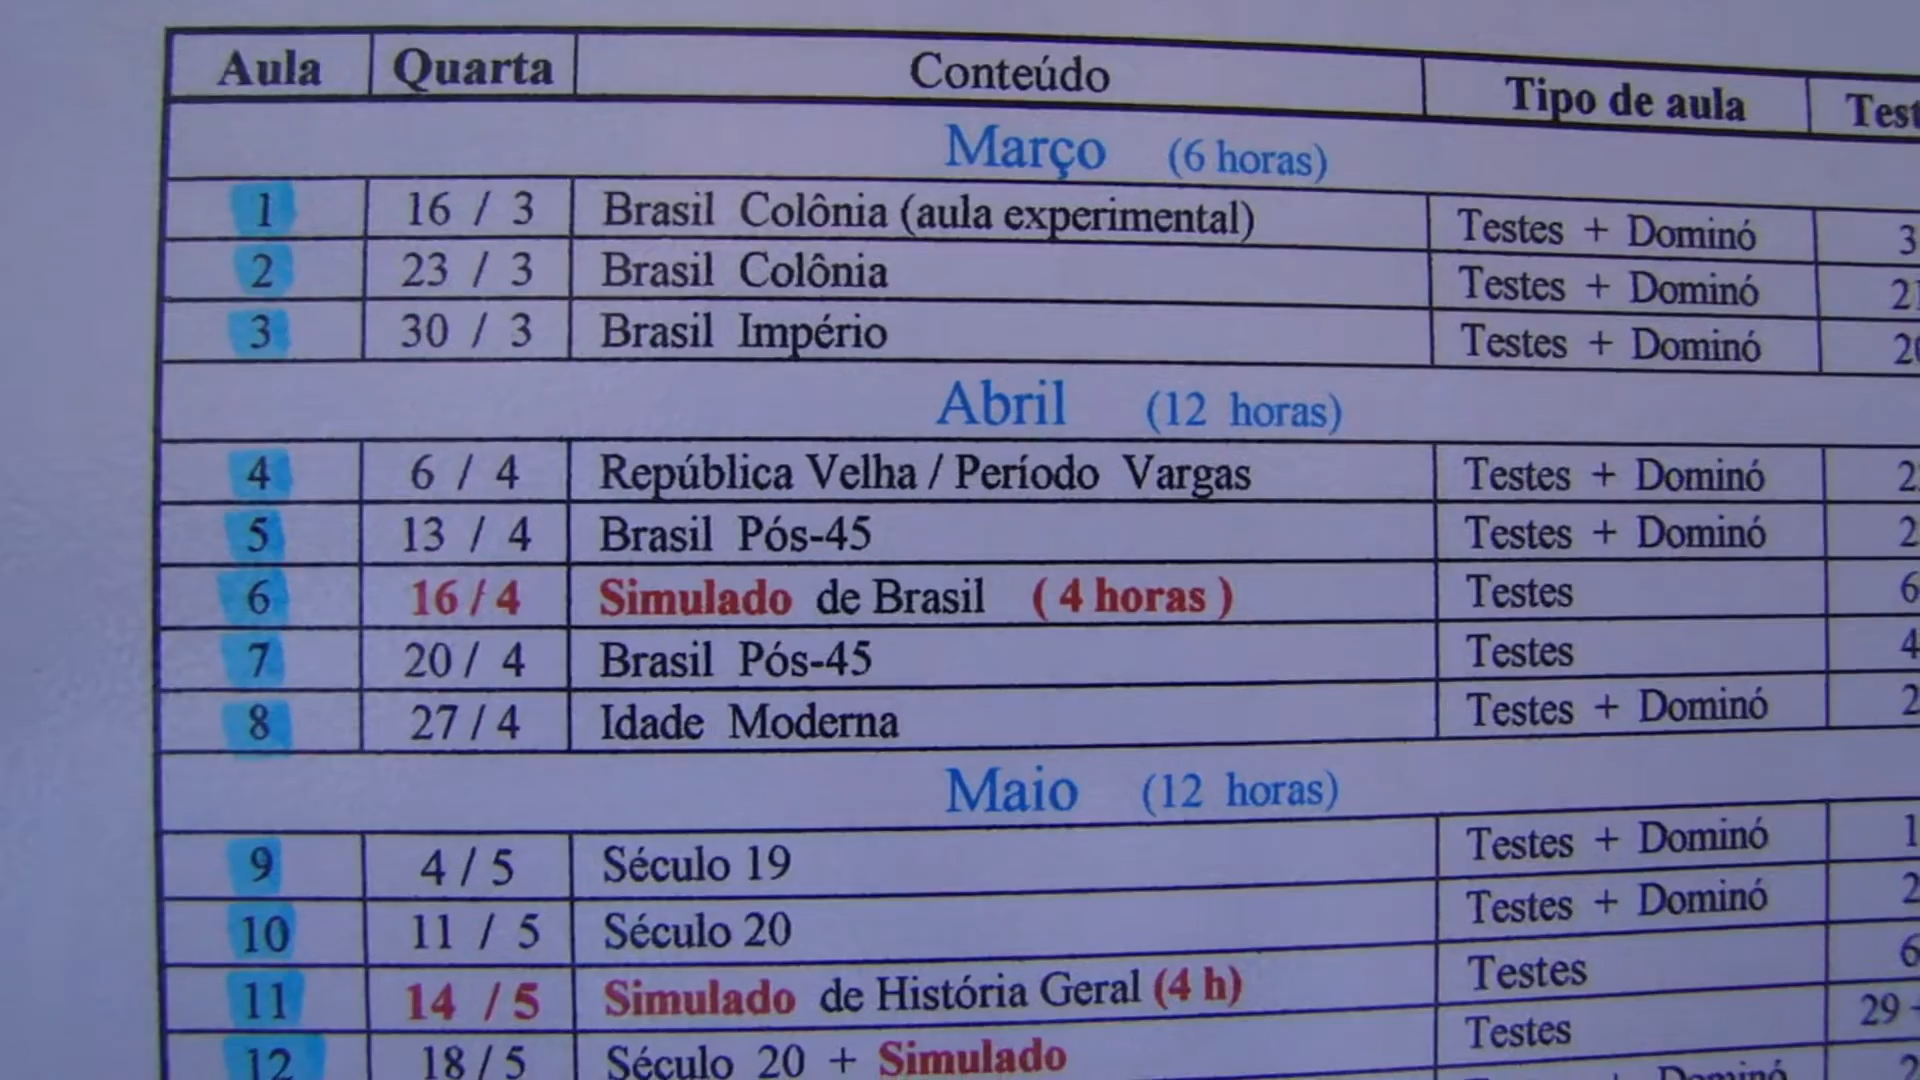 Aula Quarta Conteúdo Tipo de aula
Março (6 horas)
1 16 / 3 Brasil Colônia (aula experimental) Testes + Dominó
2 23 / 3 Brasil Colônia Testes + Dominó
3 30 / 3 Brasil Império Testes + Dominó
Abril (12 horas)
4 6 / 4 República Velha / Período Vargas Testes + Dominó
5 13 / 4 Brasil Pós-45 Testes + Dominó
6 16 / 4 Simulado de Brasil ( 4 horas ) Testes
7 20 / 4 Brasil Pós-45 Testes
8 27 / 4 Idade Moderna Testes + Dominó
Maio (12 horas)
9 4 / 5 Século 19 Testes + Dominó
10 11 / 5 Século 20 Testes + Dominó
11 14 / 5 Simulado de História Geral (4 h) Testes
12 18 / 5 Século 20 + Simulado Testes 29